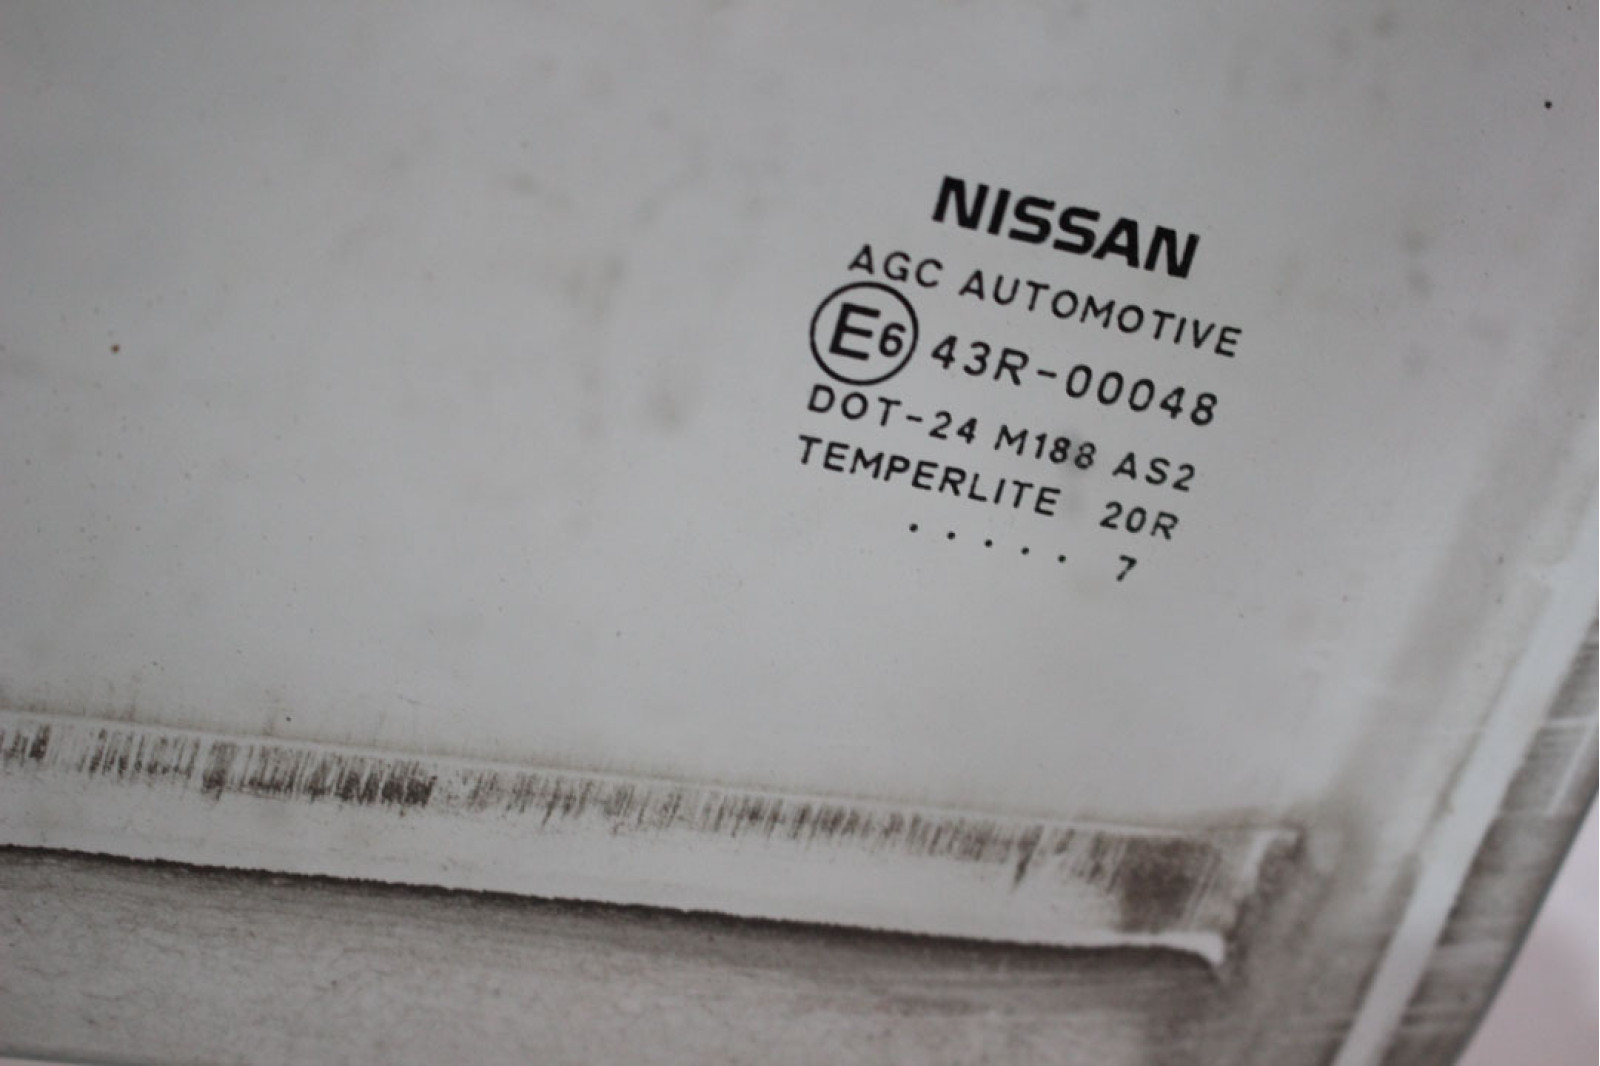 NISSAN
AGC AUTOMOTIVE
E6 43R-00048
DOT-24 M188 AS2
TEMPERLITE 20R
. . . . . 7